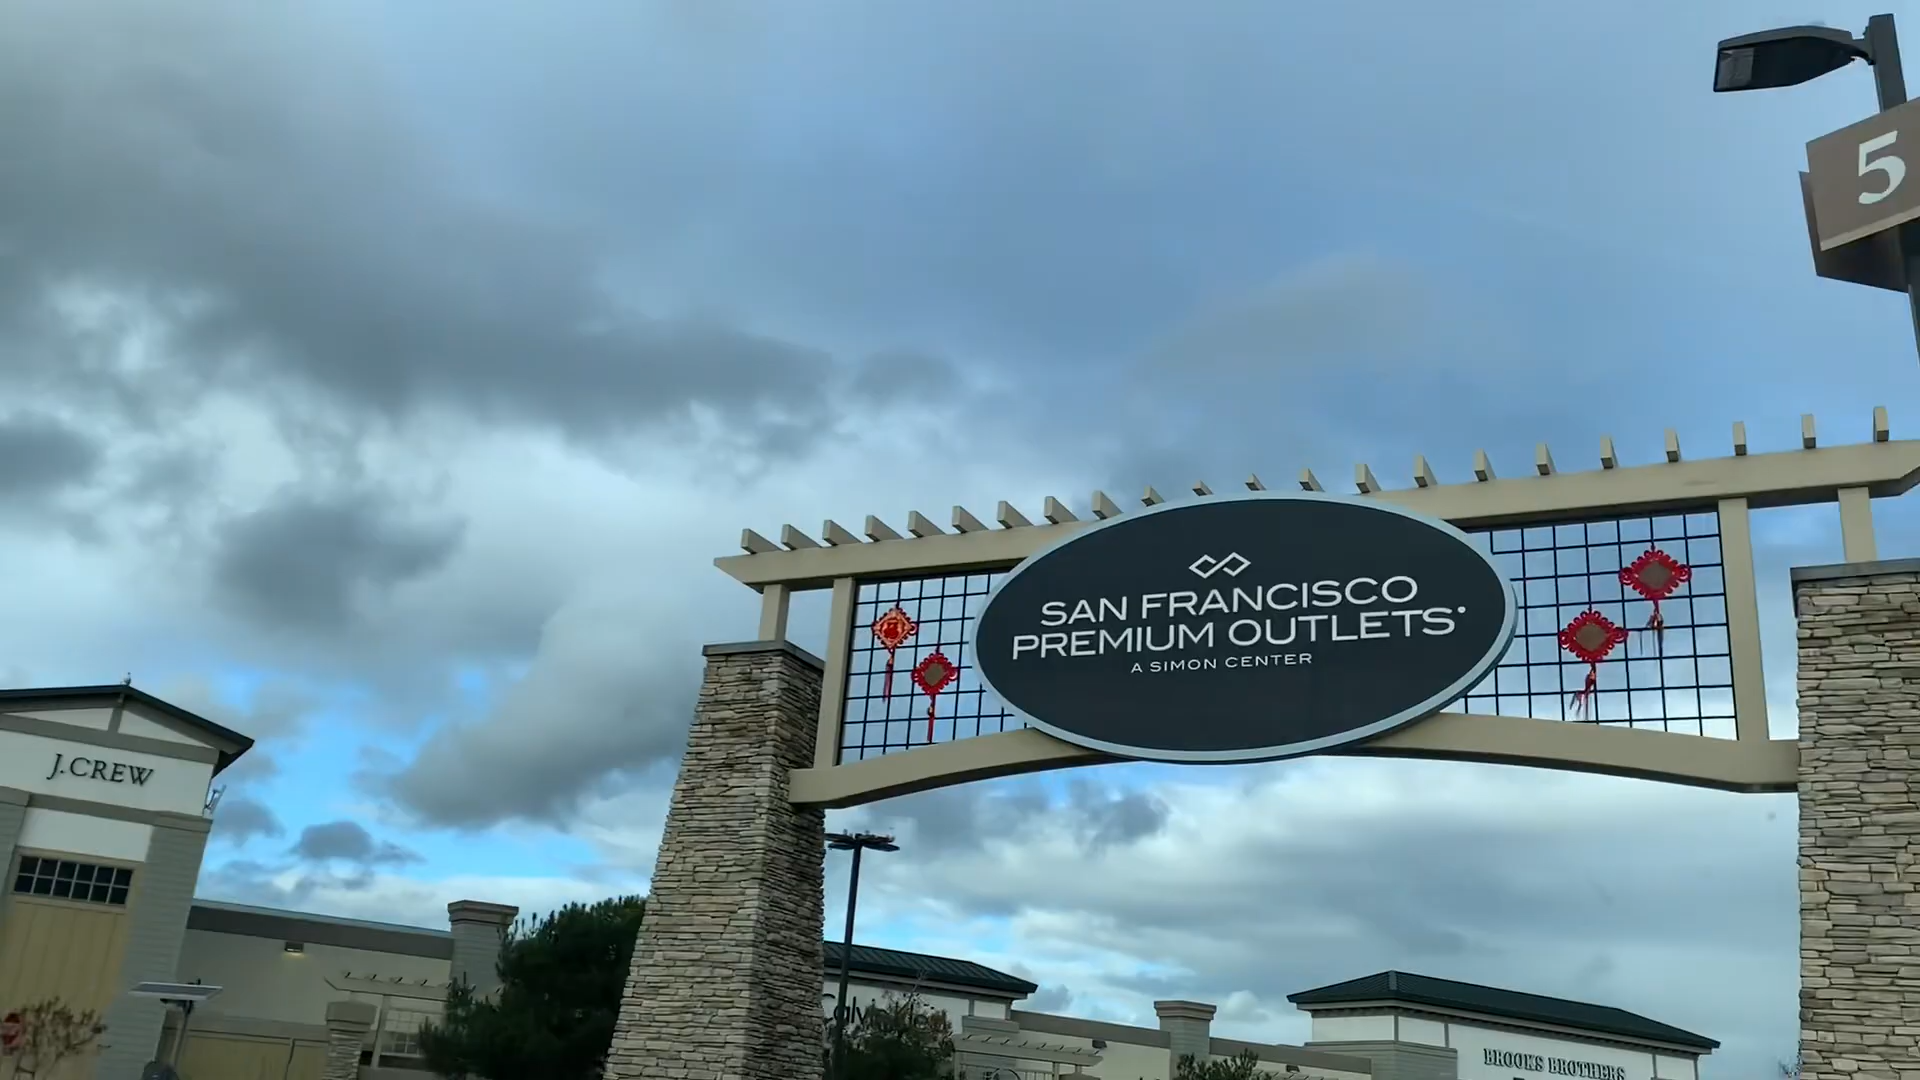 5
SAN FRANCISCO
PREMIUM OUTLETS
A SIMON CENTER
J.CREW
BROOKS BROTHERS